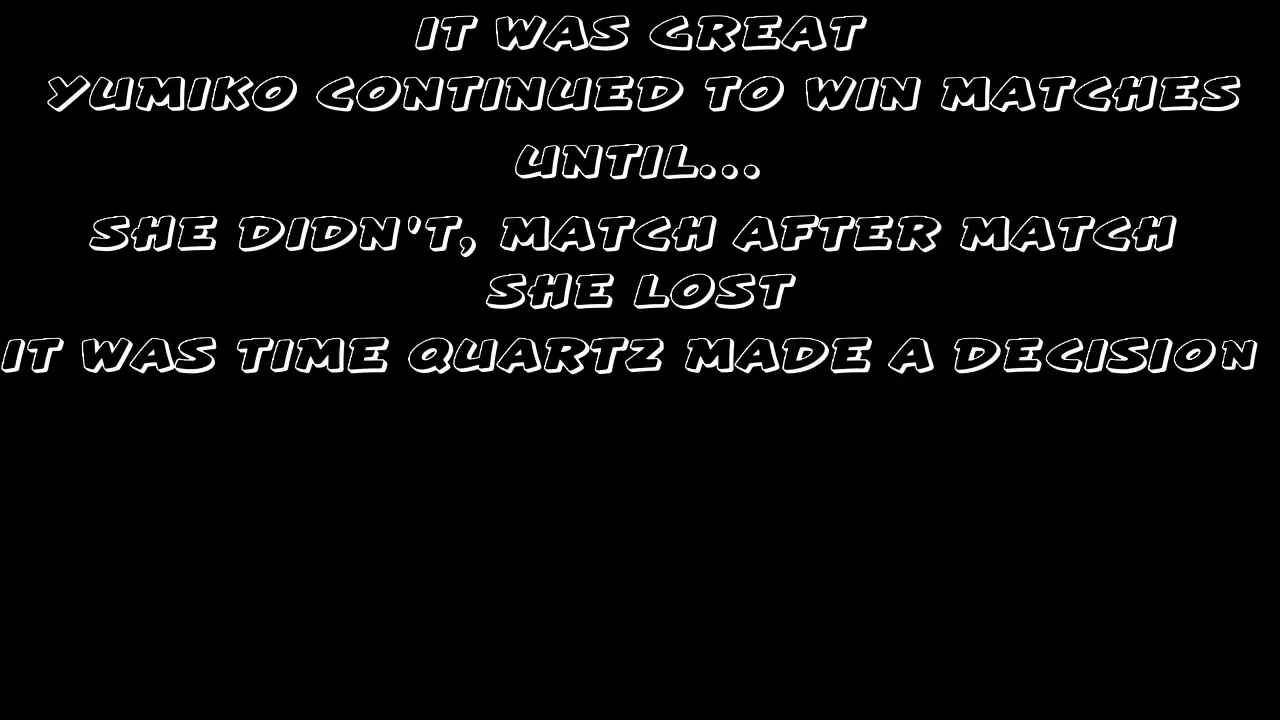 IT WAS GREAT
YUMIKO CONTINUED TO WIN MATCHES
UNTIL...
SHE DIDN'T, MATCH AFTER MATCH
SHE LOST
IT WAS TIME QUARTZ MADE A DECISION